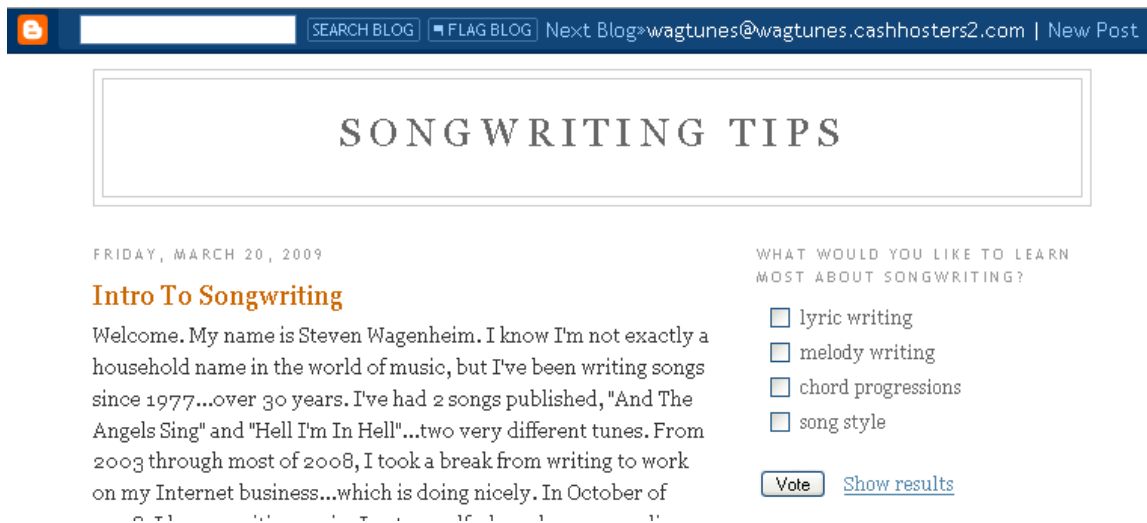 SEARCH BLOG FLAG BLOG Next Blog» wagtunes@wagtunes.cashhosters2.com | New Post
SONGWRITING TIPS
FRIDAY, MARCH 20, 2009
Intro To Songwriting
Welcome. My name is Steven Wagenheim. I know I'm not exactly a
household name in the world of music, but I've been writing songs
since 1977...over 30 years. I've had 2 songs published, "And The
Angels Sing" and "Hell I'm In Hell"...two very different tunes. From
2003 through most of 2008, I took a break from writing to work
on my Internet business...which is doing nicely. In October of
WHAT WOULD YOU LIKE TO LEARN
MOST ABOUT SONGWRITING?
lyric writing
melody writing
chord progressions
song style
Vote Show results